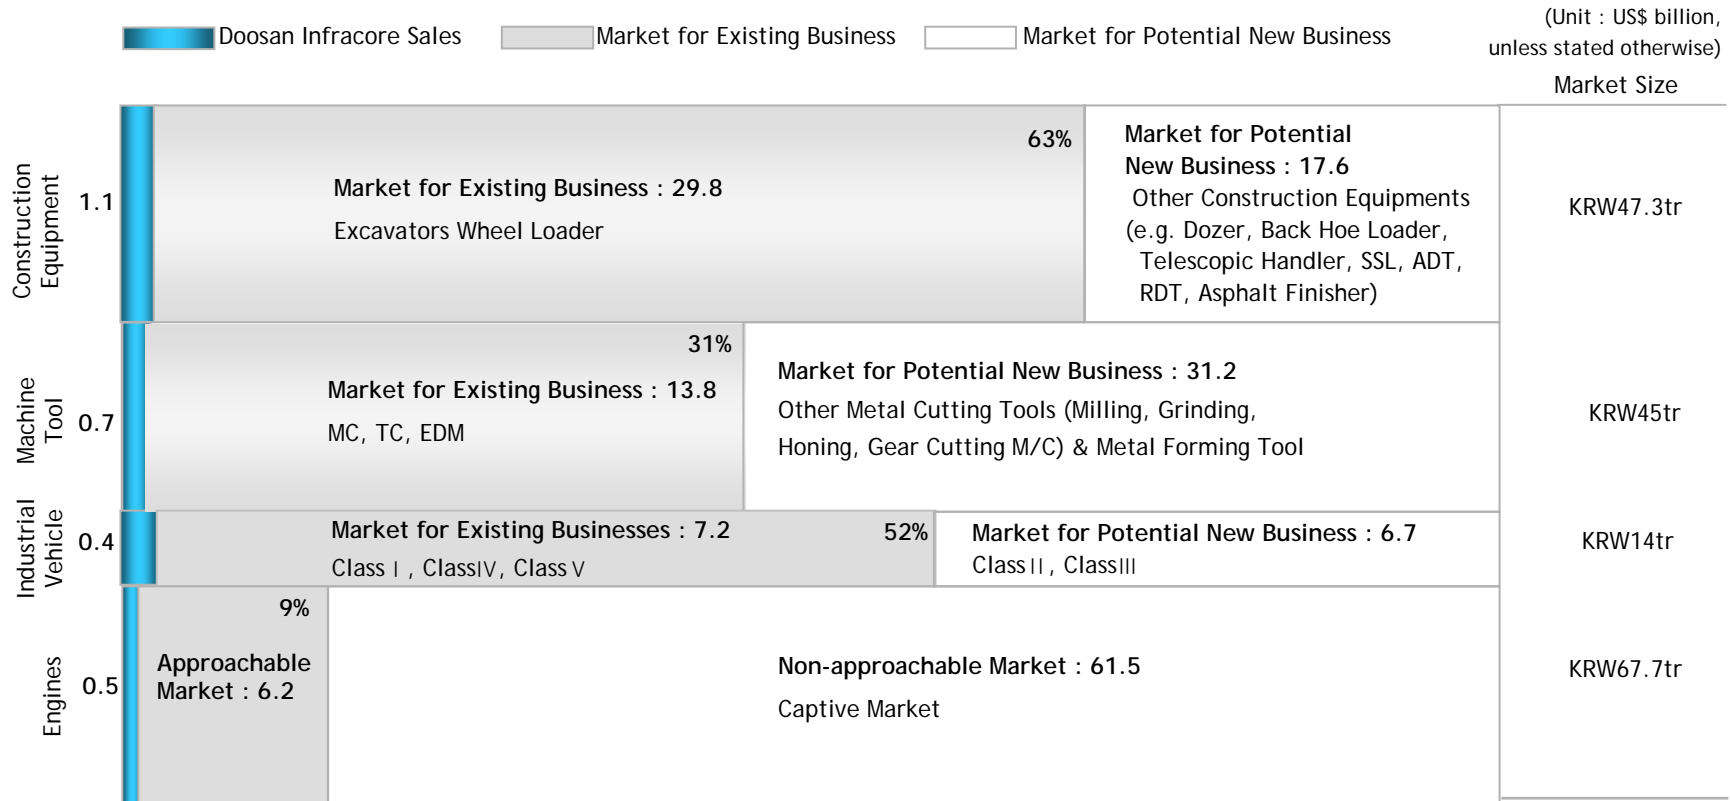 Doosan Infracore Sales
Market for Existing Business
Market for Potential New Business
(Unit : US$ billion,
unless stated otherwise)
Market Size
Construction
Equipment
1.1
63%
Market for Existing Business : 29.8
Excavators Wheel Loader
Market for Potential
New Business : 17.6
Other Construction Equipments
(e.g. Dozer, Back Hoe Loader,
Telescopic Handler, SSL, ADT,
RDT, Asphalt Finisher)
KRW47.3tr
Machine
Tool
0.7
31%
Market for Existing Business : 13.8
MC, TC, EDM
Market for Potential New Business : 31.2
Other Metal Cutting Tools (Milling, Grinding,
Honing, Gear Cutting M/C) & Metal Forming Tool
KRW45tr
Industrial
Vehicle
0.4
Market for Existing Businesses : 7.2
52%
Class Ⅰ, ClassⅣ, Class Ⅴ
Market for Potential New Business : 6.7
ClassⅡ, ClassⅢ
KRW14tr
Engines
0.5
9%
Approachable
Market : 6.2
Non-approachable Market : 61.5
Captive Market
KRW67.7tr